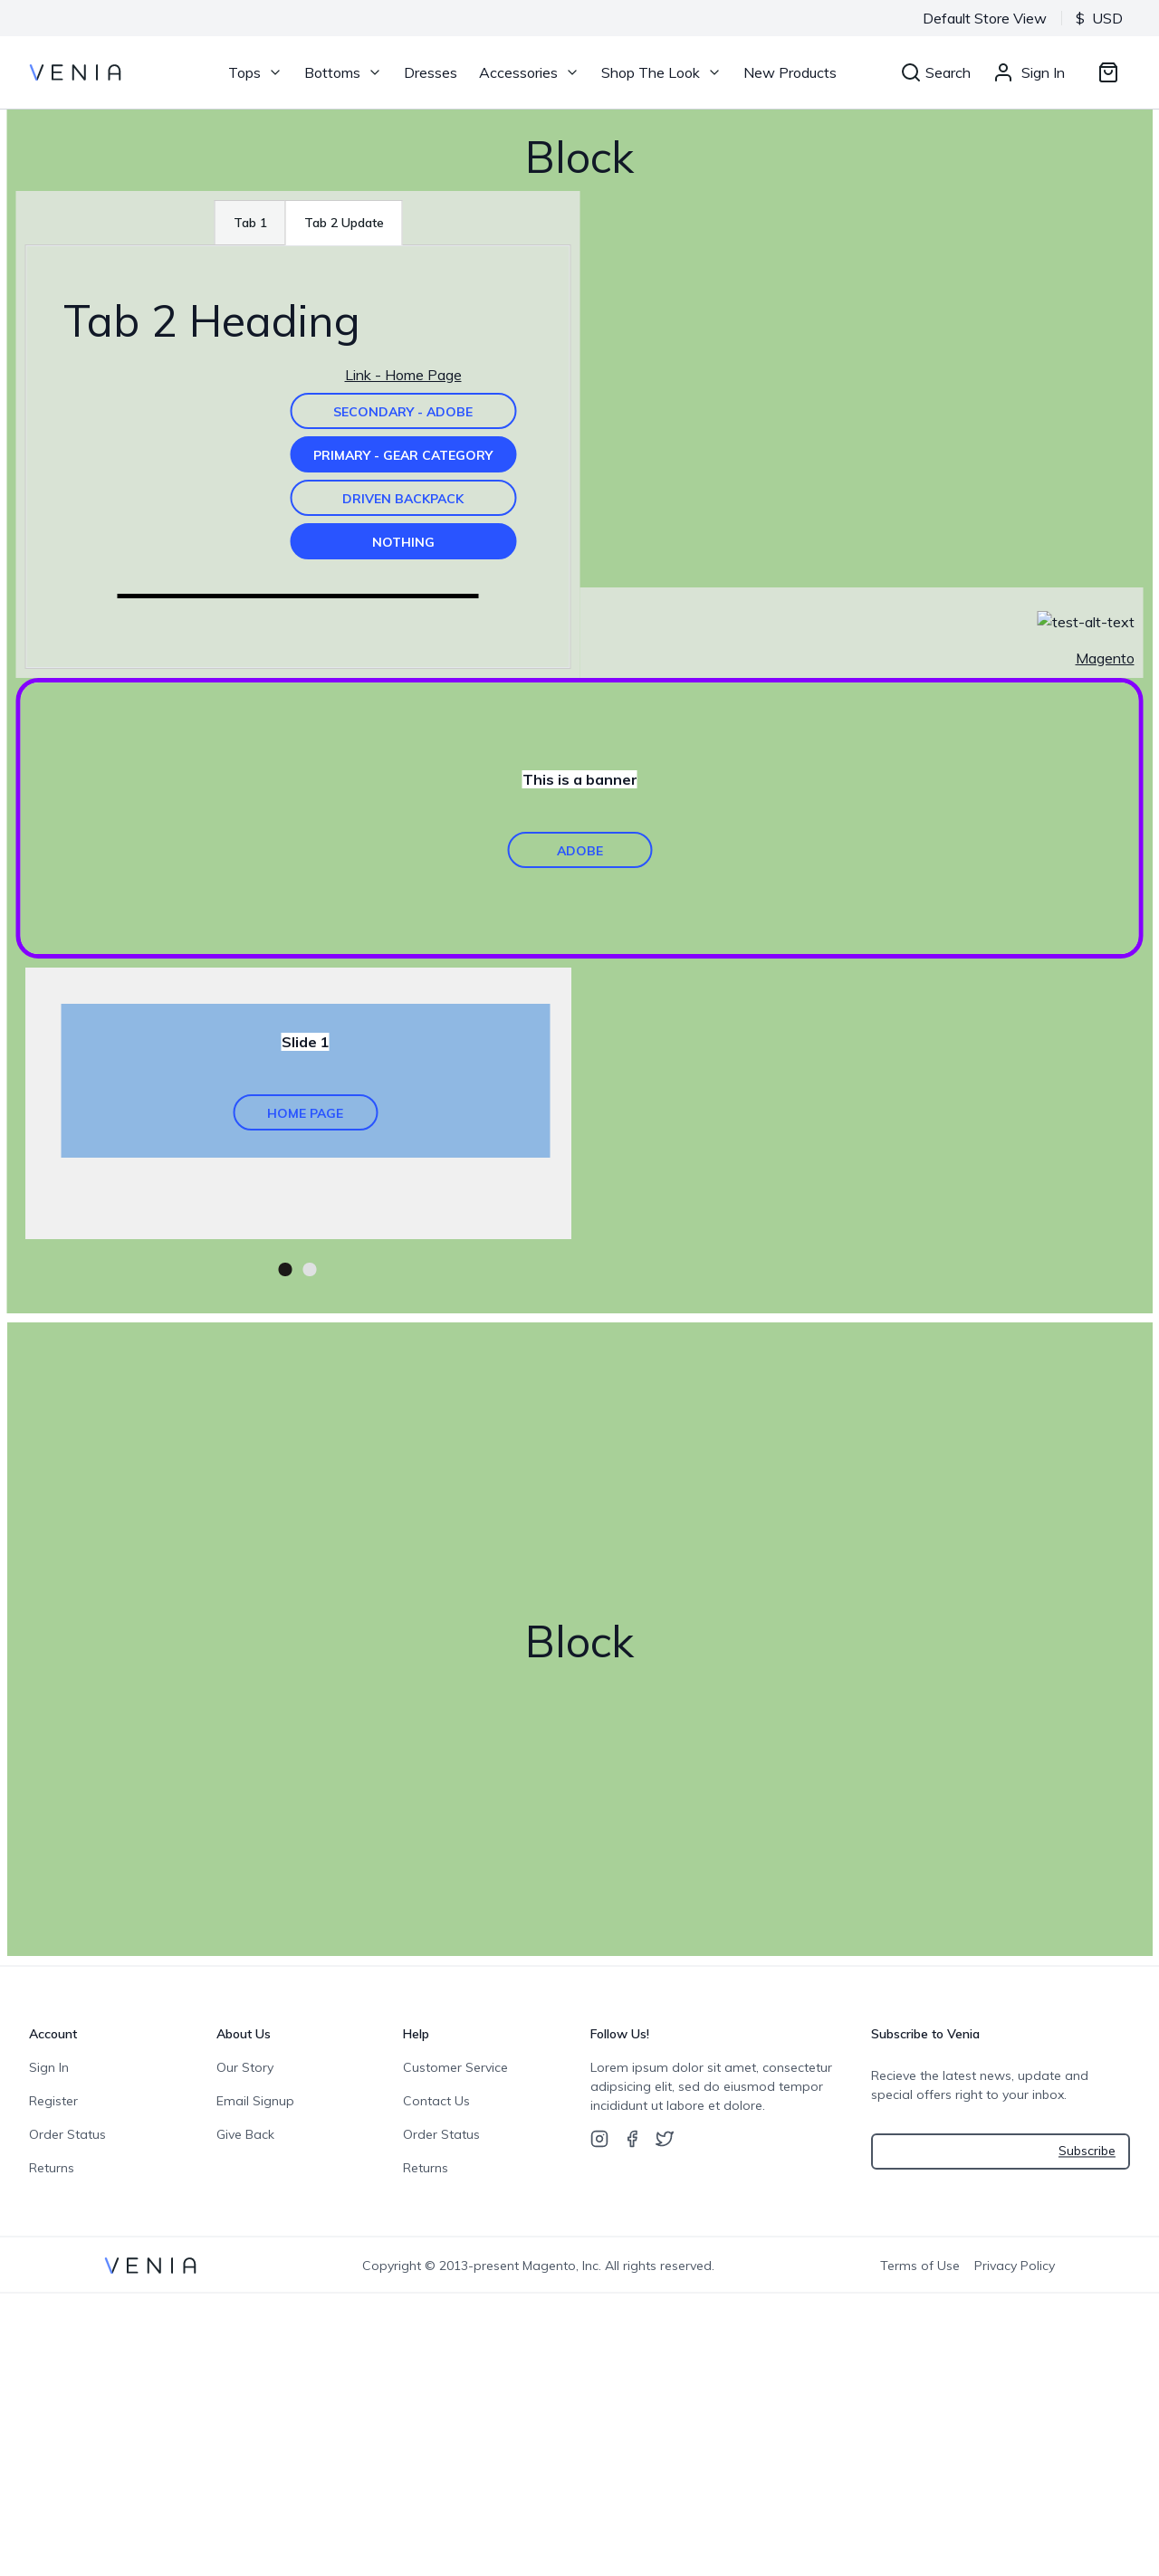 Default Store View $ USD
VENIA Tops Bottoms Dresses Accessories Shop The Look New Products Search Sign In
Block
Tab 1 Tab 2 Update
Tab 2 Heading
Link - Home Page
SECONDARY - ADOBE
PRIMARY - GEAR CATEGORY
DRIVEN BACKPACK
NOTHING
test-alt-text
Magento
This is a banner
ADOBE
Slide 1
HOME PAGE
Block
Account
Sign In
Register
Order Status
Returns
About Us
Our Story
Email Signup
Give Back
Help
Customer Service
Contact Us
Order Status
Returns
Follow Us!
Lorem ipsum dolor sit amet, consectetur
adipsicing elit, sed do eiusmod tempor
incididunt ut labore et dolore.
Subscribe to Venia
Recieve the latest news, update and
special offers right to your inbox.
Subscribe
VENIA Copyright © 2013-present Magento, Inc. All rights reserved. Terms of Use Privacy Policy